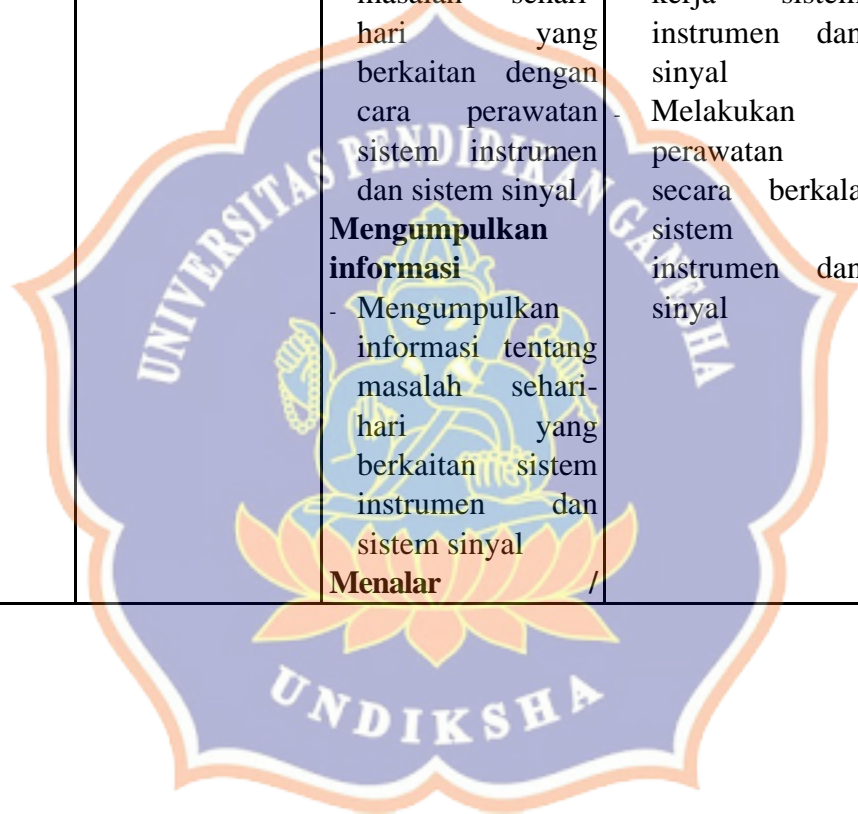 masalah sehari-
hari yang
berkaitan dengan
cara perawatan
sistem instrumen
dan sistem sinyal
Mengumpulkan
informasi
- Mengumpulkan
informasi tentang
masalah sehari-
hari yang
berkaitan sistem
instrumen dan
sistem sinyal
Menalar /
kerja sistem
instrumen dan
sinyal
- Melakukan
perawatan
secara berkala
sistem
instrumen dan
sinyal
UNIVERSITAS PENDIDIKAN GANESHA
UNDIKSHA